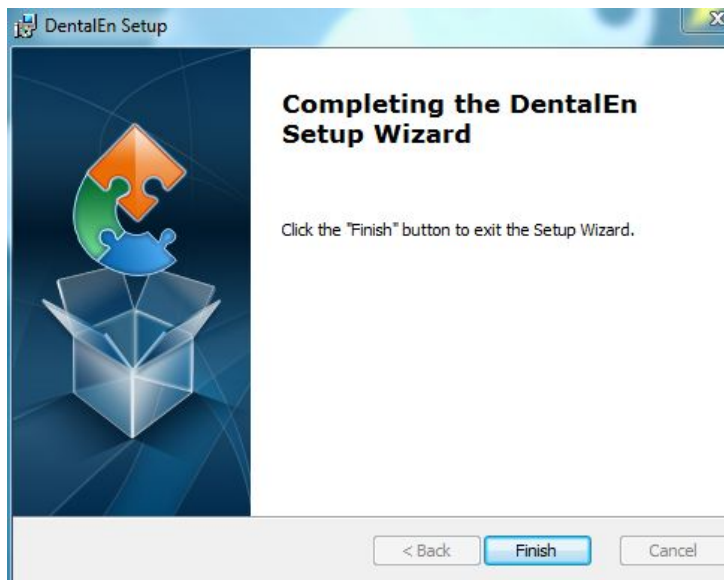 DentalEn Setup
Completing the DentalEn
Setup Wizard
Click the "Finish" button to exit the Setup Wizard.
< Back Finish Cancel